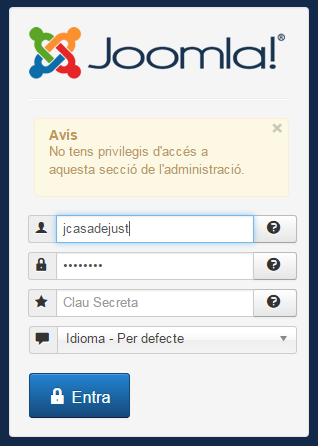 Joomla!®
Avis
×
No tens privilegis d'accés a
aquesta secció de l'administració.
jcasadejust
••••••••
Clau Secreta
Idioma - Per defecte
Entra